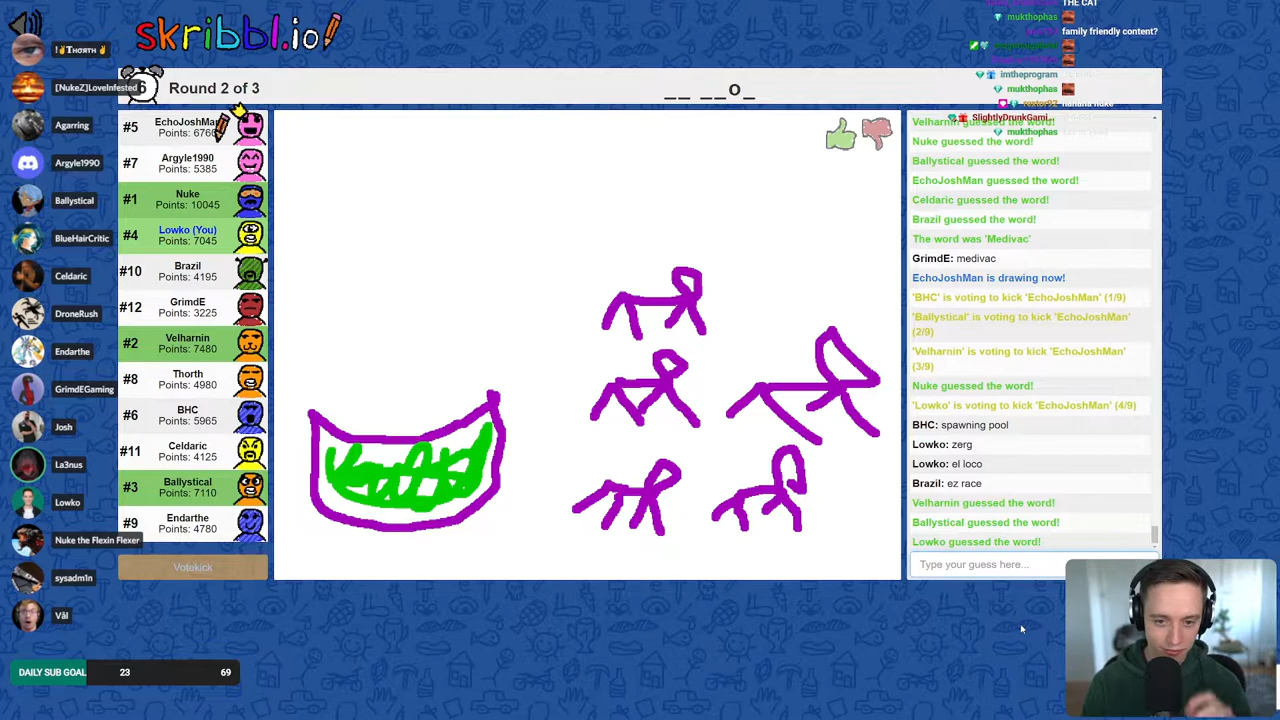 THE CAT
mukthophas
family friendly content?
imtheprogram
mukthophas
SlightlyDrunkGami...
mukthophas
skribbl.io
Round 2 of 3
_ _ _ _ o _
!✌Tʜσʀтʜ✌
[NukeZ]LoveInfested
Agarring
Argyle1990
Ballystical
BlueHairCritic
Celdaric
DroneRush
Endarthe
GrimdEGaming
Josh
La3nus
Lowko
Nuke the Flexin Flexer
sysadm1n
Väl
#5 EchoJoshMan
Points: 6760
#7 Argyle1990
Points: 5385
#1 Nuke
Points: 10045
#4 Lowko (You)
Points: 7045
#10 Brazil
Points: 4195
#12 GrimdE
Points: 3225
#2 Velharnin
Points: 7480
#8 Thorth
Points: 4980
#6 BHC
Points: 5965
#11 Celdaric
Points: 4125
#3 Ballystical
Points: 7110
#9 Endarthe
Points: 4780
Votekick
Velharnin guessed the word!
Nuke guessed the word!
Ballystical guessed the word!
EchoJoshMan guessed the word!
Celdaric guessed the word!
Brazil guessed the word!
The word was 'Medivac'
GrimdE: medivac
EchoJoshMan is drawing now!
'BHC' is voting to kick 'EchoJoshMan' (1/9)
'Ballystical' is voting to kick 'EchoJoshMan'
(2/9)
'Velharnin' is voting to kick 'EchoJoshMan'
(3/9)
Nuke guessed the word!
'Lowko' is voting to kick 'EchoJoshMan' (4/9)
BHC: spawning pool
Lowko: zerg
Lowko: el loco
Brazil: ez race
Velharnin guessed the word!
Ballystical guessed the word!
Lowko guessed the word!
Type your guess here...
DAILY SUB GOAL 23 69